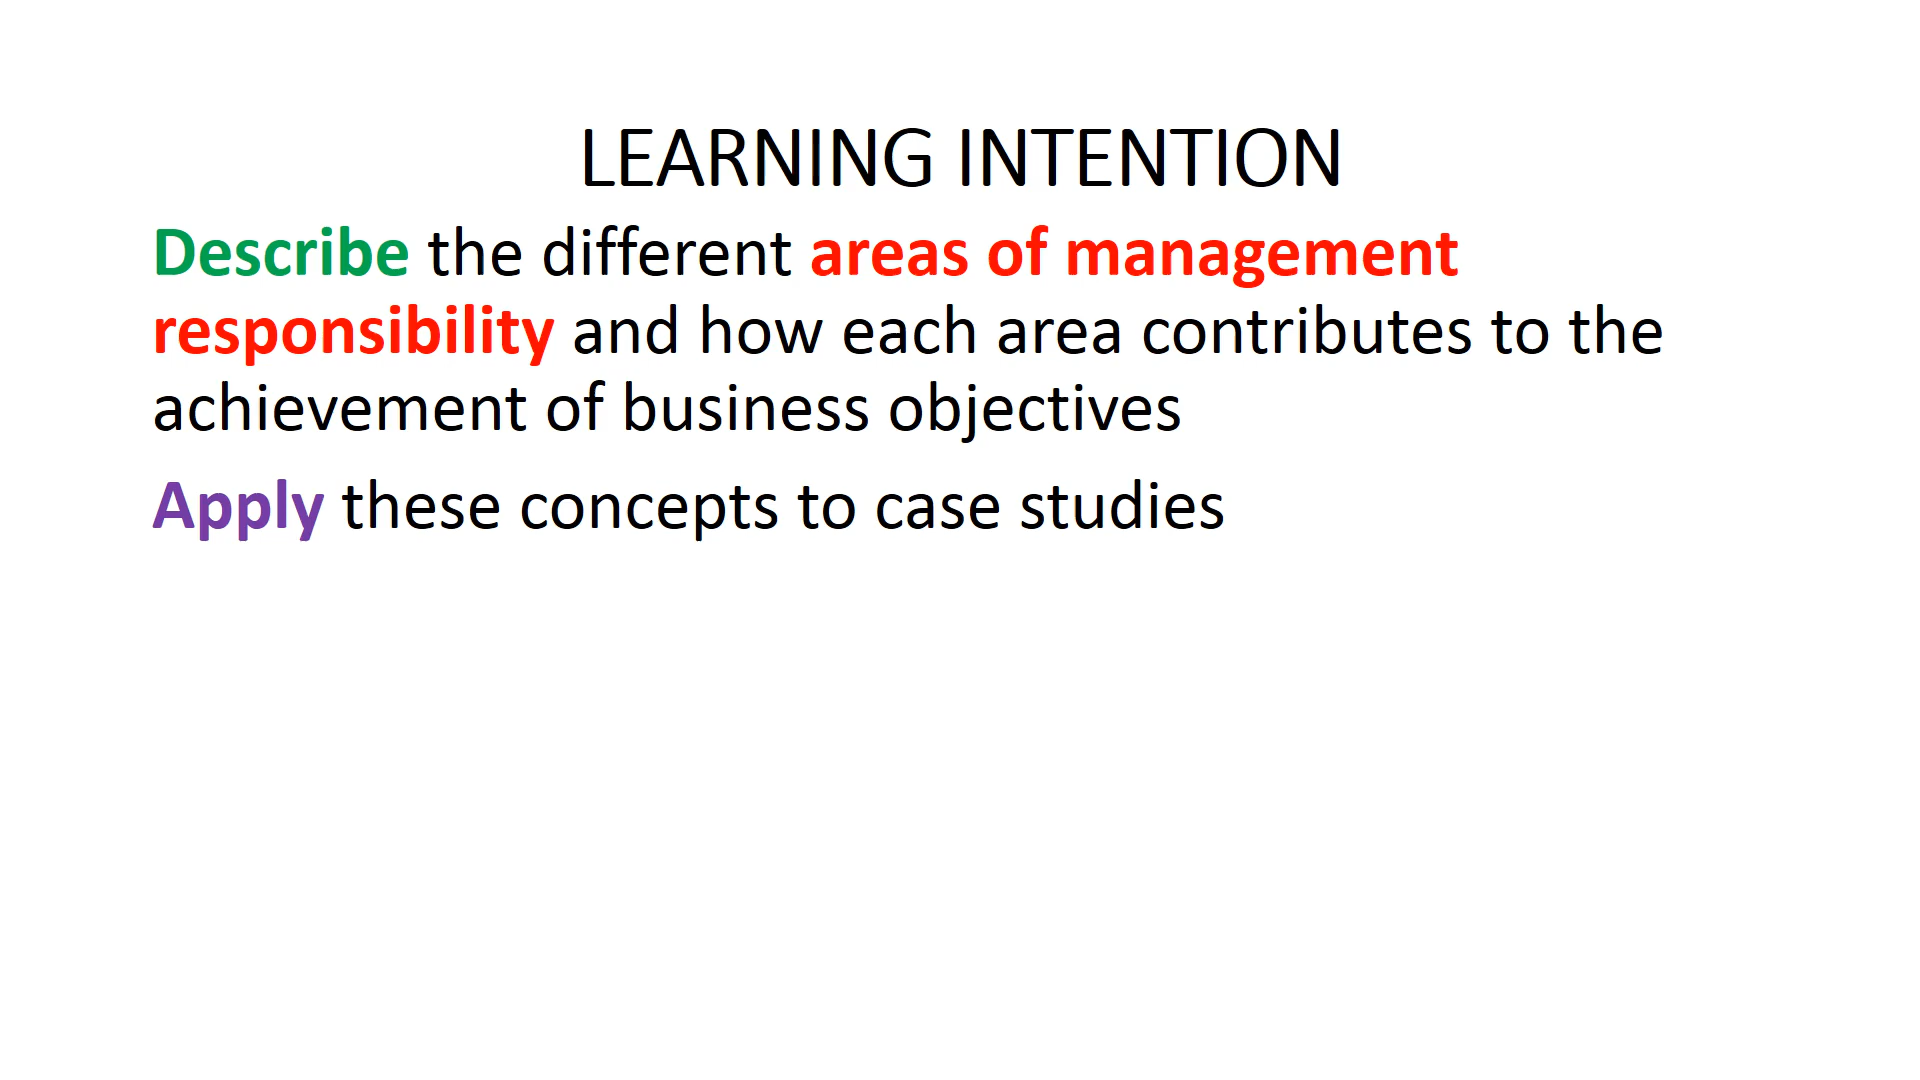 LEARNING INTENTION
Describe the different areas of management
responsibility and how each area contributes to the
achievement of business objectives
Apply these concepts to case studies